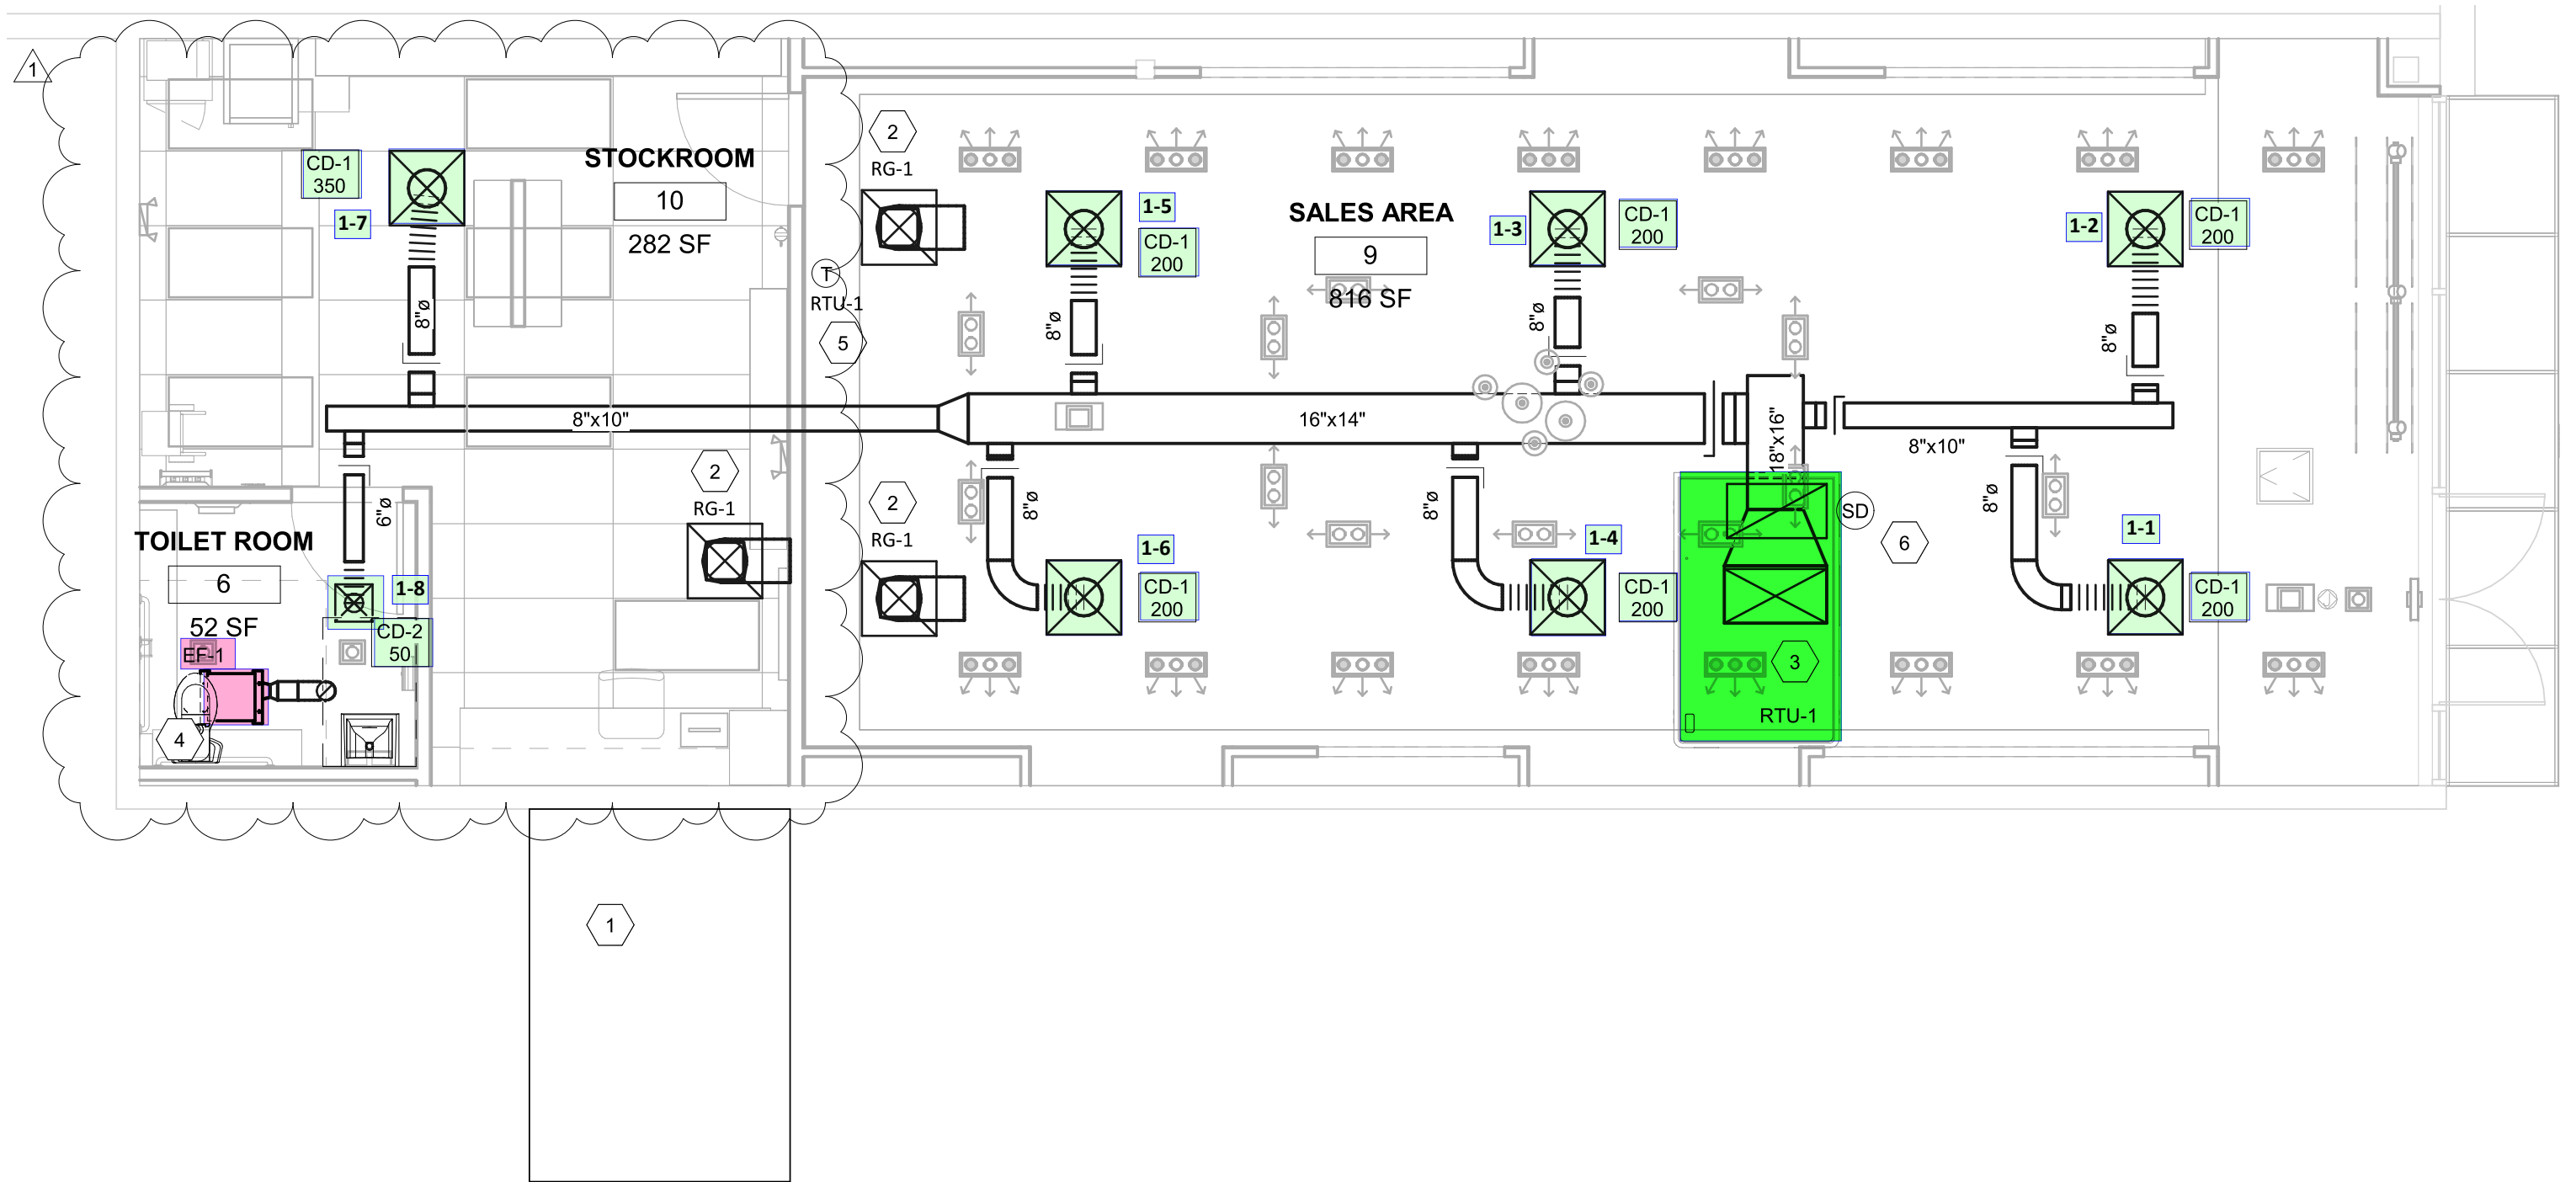 1
CD-1
350
1-7
STOCKROOM
10
282 SF
2
RG-1
1-5
CD-1
200
SALES AREA
9
816 SF
1-3
CD-1
200
1-2
CD-1
200
T
RTU-1
5
8"ø
8"ø
8"ø
8"ø
8"x10"
16"x14"
18"x16"
8"x10"
2
RG-1
2
RG-1
6"ø
8"ø
8"ø
8"ø
SD
6
TOILET ROOM
6
52 SF
1-8
CD-2
50
EF-1
4
1-6
CD-1
200
1-4
CD-1
200
1-1
CD-1
200
3
RTU-1
1